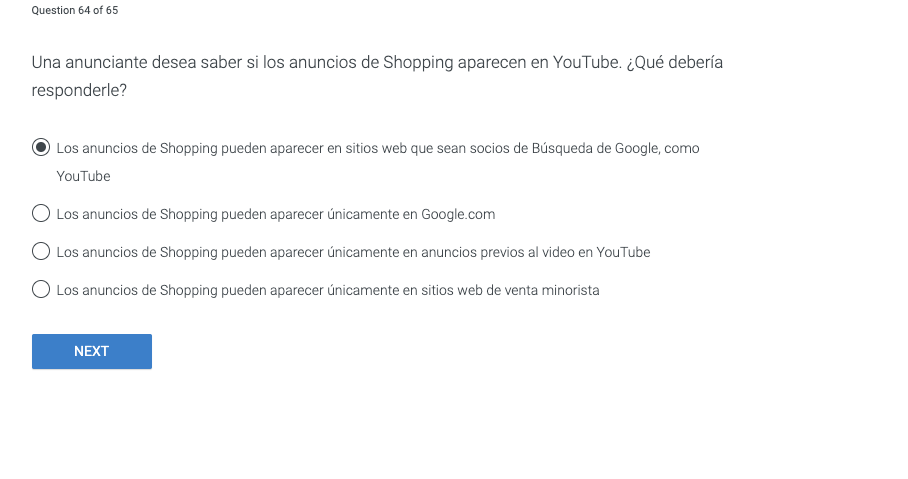 Question 64 of 65
Una anunciante desea saber si los anuncios de Shopping aparecen en YouTube. ¿Qué debería
responderle?
Los anuncios de Shopping pueden aparecer en sitios web que sean socios de Búsqueda de Google, como
YouTube
Los anuncios de Shopping pueden aparecer únicamente en Google.com
Los anuncios de Shopping pueden aparecer únicamente en anuncios previos al video en YouTube
Los anuncios de Shopping pueden aparecer únicamente en sitios web de venta minorista
NEXT